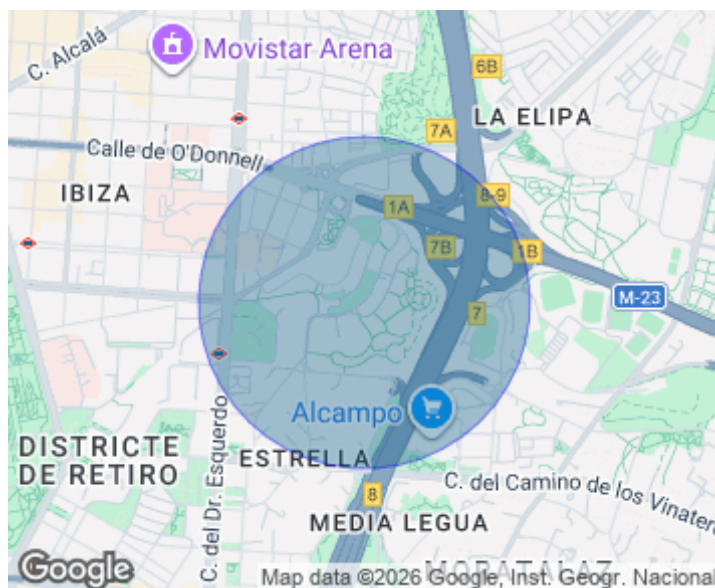 C. Alcalá
Movistar Arena
6B
LA ELIPA
7A
Calle de O'Donnell
IBIZA
8-9
1A
7B
1B
M-23
7
Alcampo
DISTRICTE
DE RETIRO
C. del Dr. Esquerdo
ESTRELLA
C. del Camino de los Vinatero
8
MEDIA LEGUA
MORATALAZ
Google
Map data ©2026 Google, Inst. Geogr. Nacional